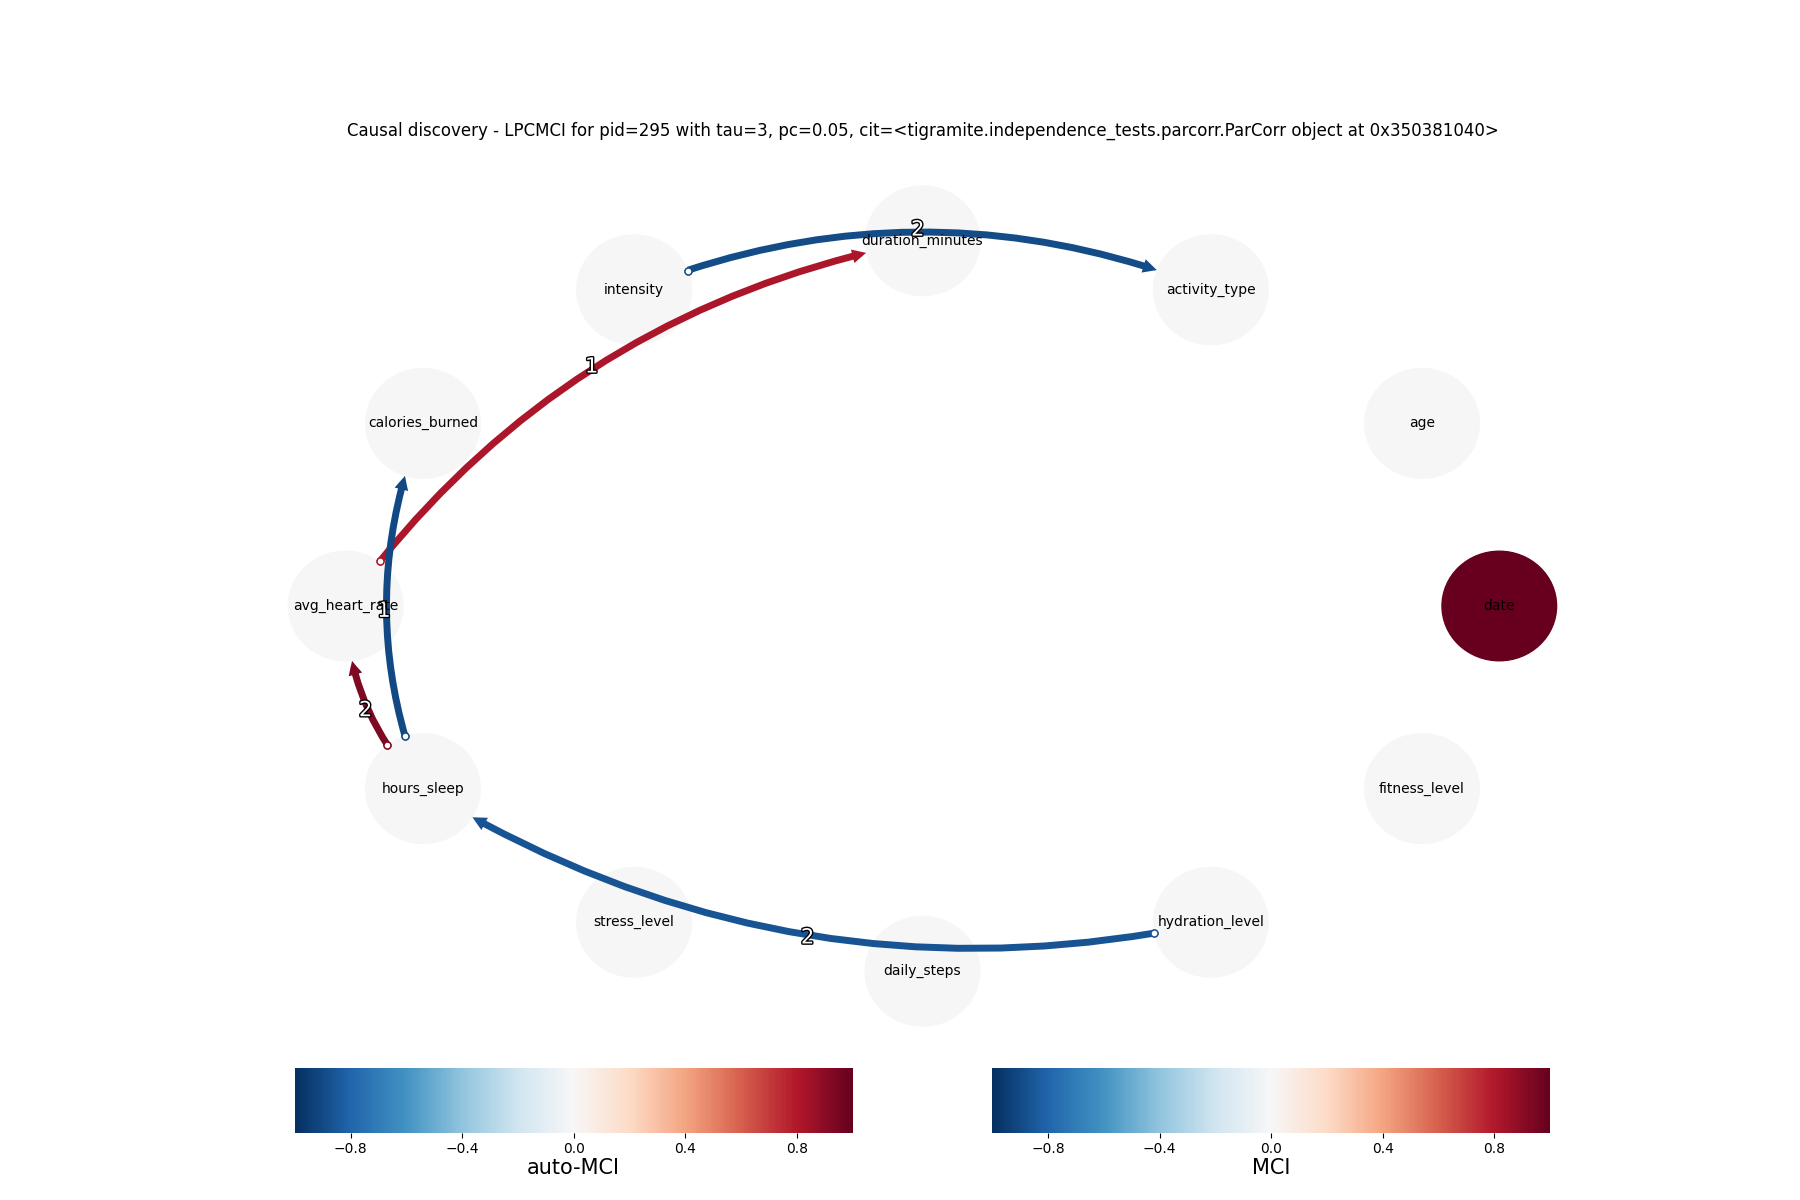 Causal discovery - LPCMCI for pid=295 with tau=3, pc=0.05, cit=<tigramite.independence_tests.parcorr.ParCorr object at 0x350381040>
2
duration_minutes
intensity
activity_type
1
calories_burned
age
avg_heart_rate
1
date
2
hours_sleep
fitness_level
stress_level
hydration_level
2
daily_steps
−0.8 −0.4 0.0 0.4 0.8
auto-MCI
−0.8 −0.4 0.0 0.4 0.8
MCI